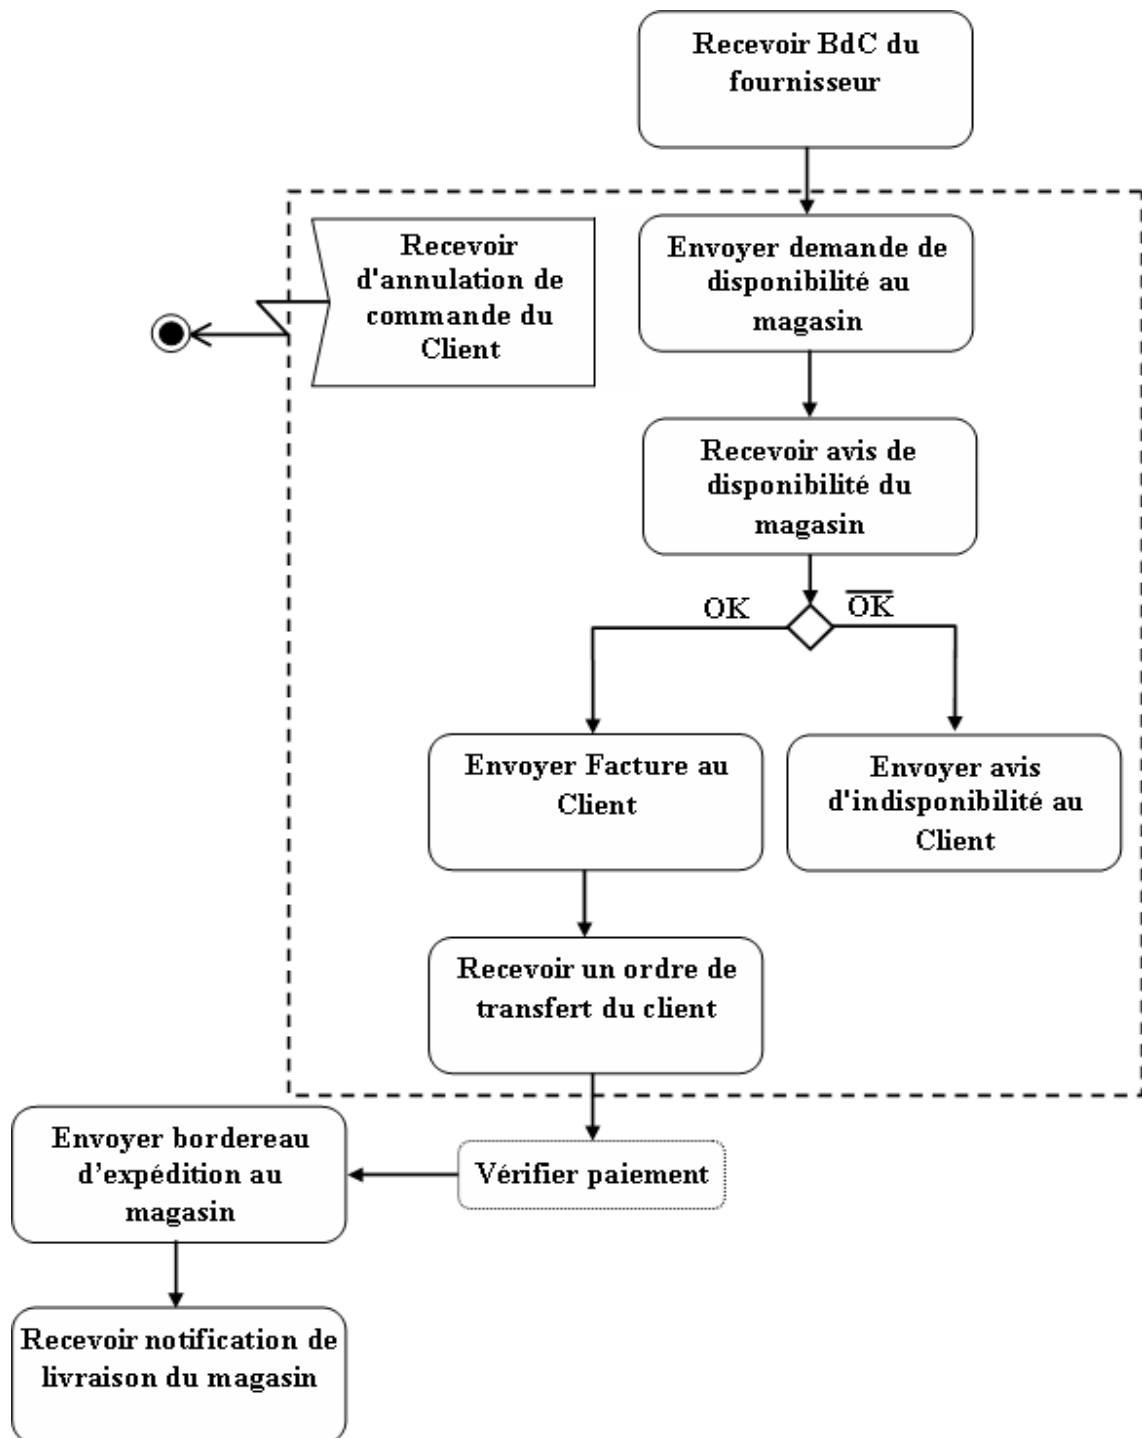 Recevoir BdC du
fournisseur
Recevoir
d'annulation de
commande du
Client
Envoyer demande de
disponibilité au
magasin
Recevoir avis de
disponibilité du
magasin
OK
O̅K̅
Envoyer Facture au
Client
Envoyer avis
d'indisponibilité au
Client
Recevoir un ordre de
transfert du client
Vérifier paiement
Envoyer bordereau
d’expédition au
magasin
Recevoir notification de
livraison du magasin